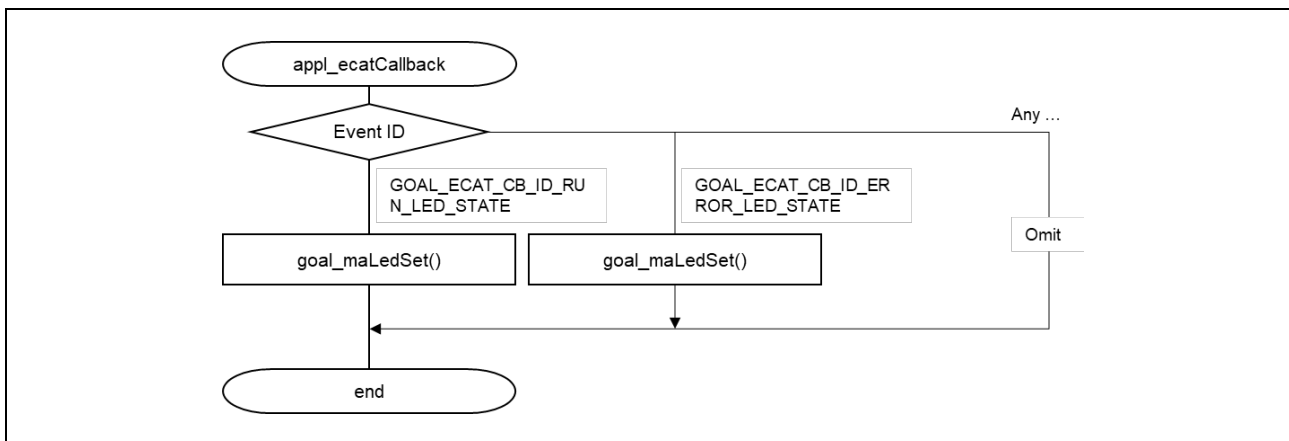 appl_ecatCallback
Any …
Event ID
GOAL_ECAT_CB_ID_RU
N_LED_STATE
GOAL_ECAT_CB_ID_ER
ROR_LED_STATE
Omit
goal_maLedSet()
goal_maLedSet()
end